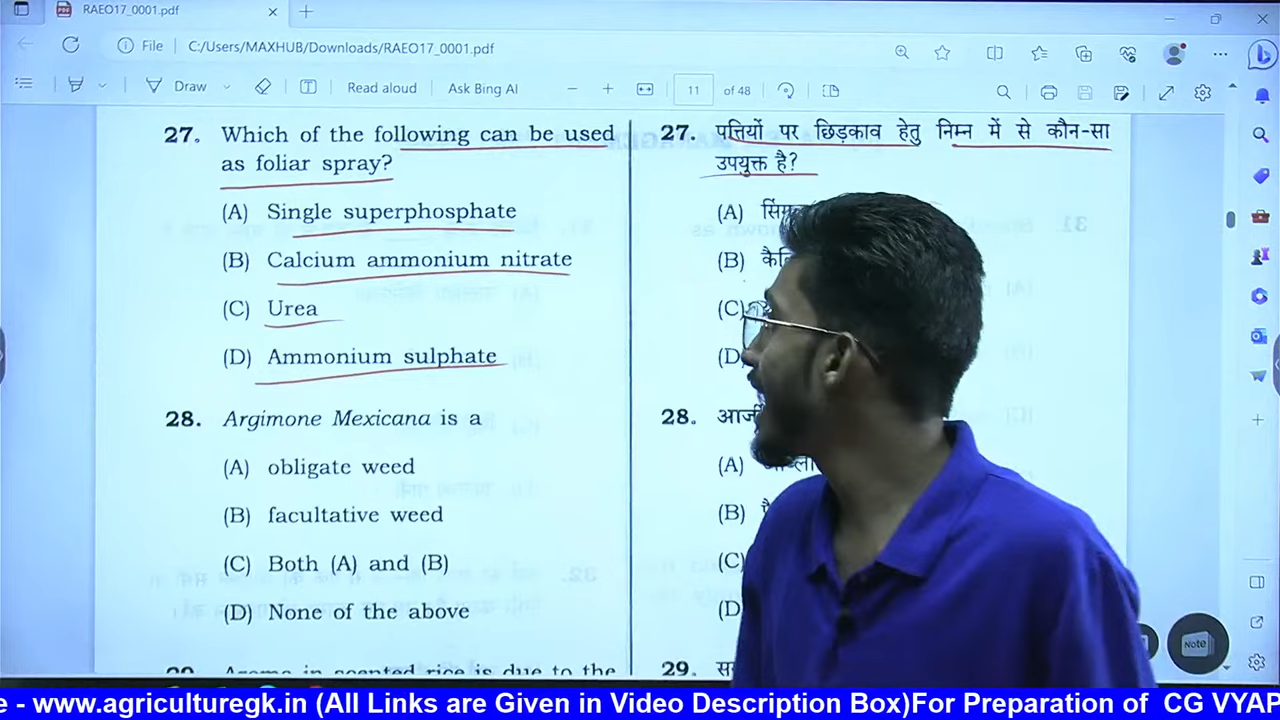 RAEO17_0001.pdf
File
C:/Users/MAXHUB/Downloads/RAEO17_0001.pdf
Draw
Read aloud
Ask Bing AI
11 of 48
27. Which of the following can be used
as foliar spray?
(A) Single superphosphate
(B) Calcium ammonium nitrate
(C) Urea
(D) Ammonium sulphate
28. Argimone Mexicana is a
(A) obligate weed
(B) facultative weed
(C) Both (A) and (B)
(D) None of the above
27. पत्तियों पर छिड़काव हेतु निम्न में से कौन-सा
उपयुक्त है?
(A)
(B)
(C)
(D)
28.
(A)
(B)
(C)
(D)
29.
Note
- www.agriculturegk.in (All Links are Given in Video Description Box)For Preparation of CG VYAP